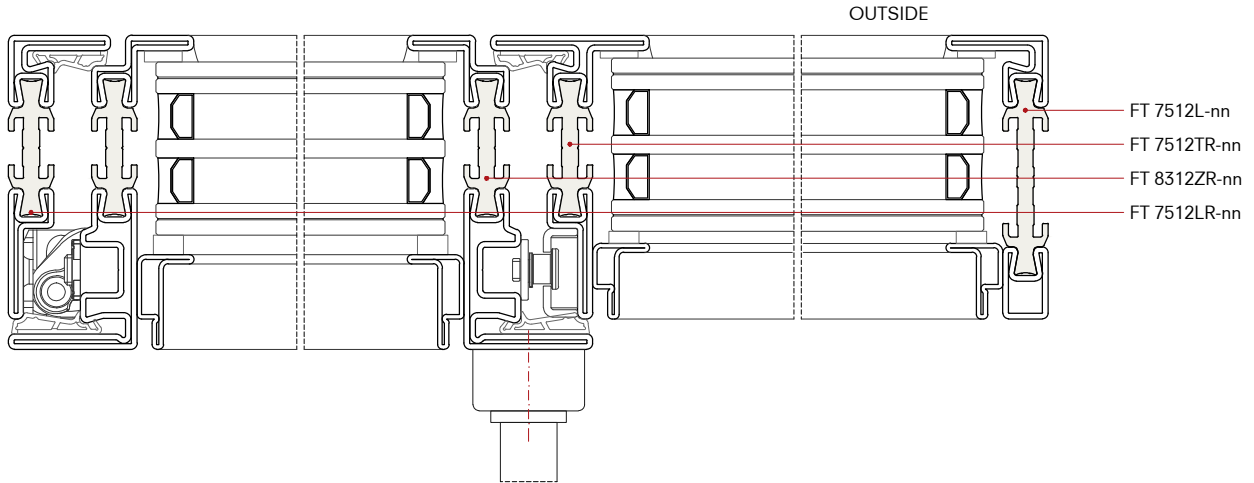 OUTSIDE
FT 7512L-nn
FT 7512TR-nn
FT 8312ZR-nn
FT 7512LR-nn